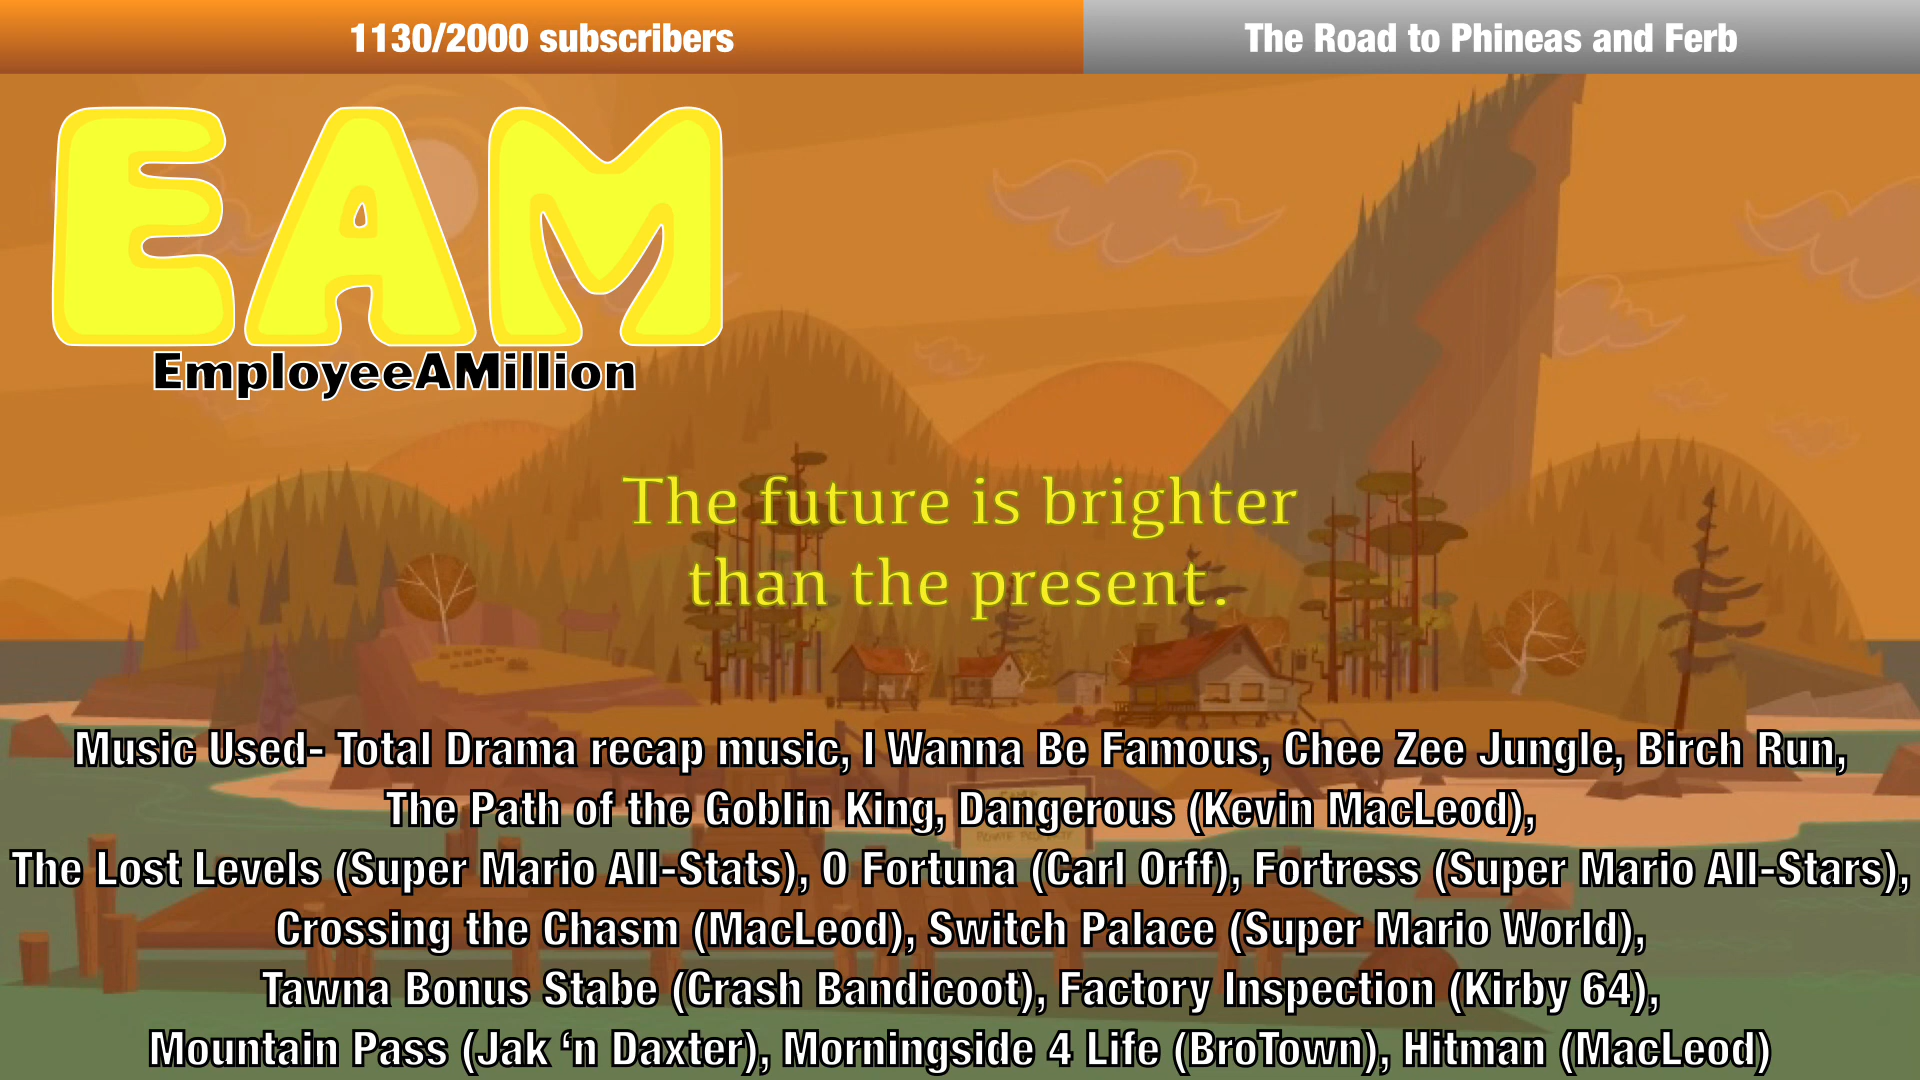 1130/2000 subscribers
The Road to Phineas and Ferb
EAM
EmployeeAMillion
The future is brighter
than the present.
Music Used- Total Drama recap music, I Wanna Be Famous, Chee Zee Jungle, Birch Run,
The Path of the Goblin King, Dangerous (Kevin MacLeod),
The Lost Levels (Super Mario All-Stats), O Fortuna (Carl Orff), Fortress (Super Mario All-Stars),
Crossing the Chasm (MacLeod), Switch Palace (Super Mario World),
Tawna Bonus Stabe (Crash Bandicoot), Factory Inspection (Kirby 64),
Mountain Pass (Jak ‘n Daxter), Morningside 4 Life (BroTown), Hitman (MacLeod)